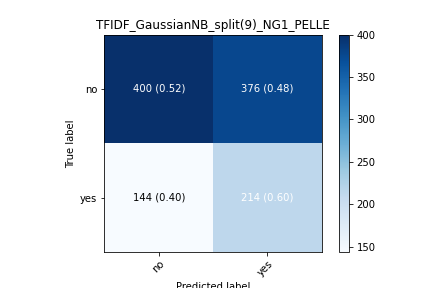 TFIDF_GaussianNB_split(9)_NG1_PELLE
400 (0.52) 376 (0.48)
144 (0.40) 214 (0.60)
no
yes
True label
no
yes
Predicted label
400
350
300
250
200
150